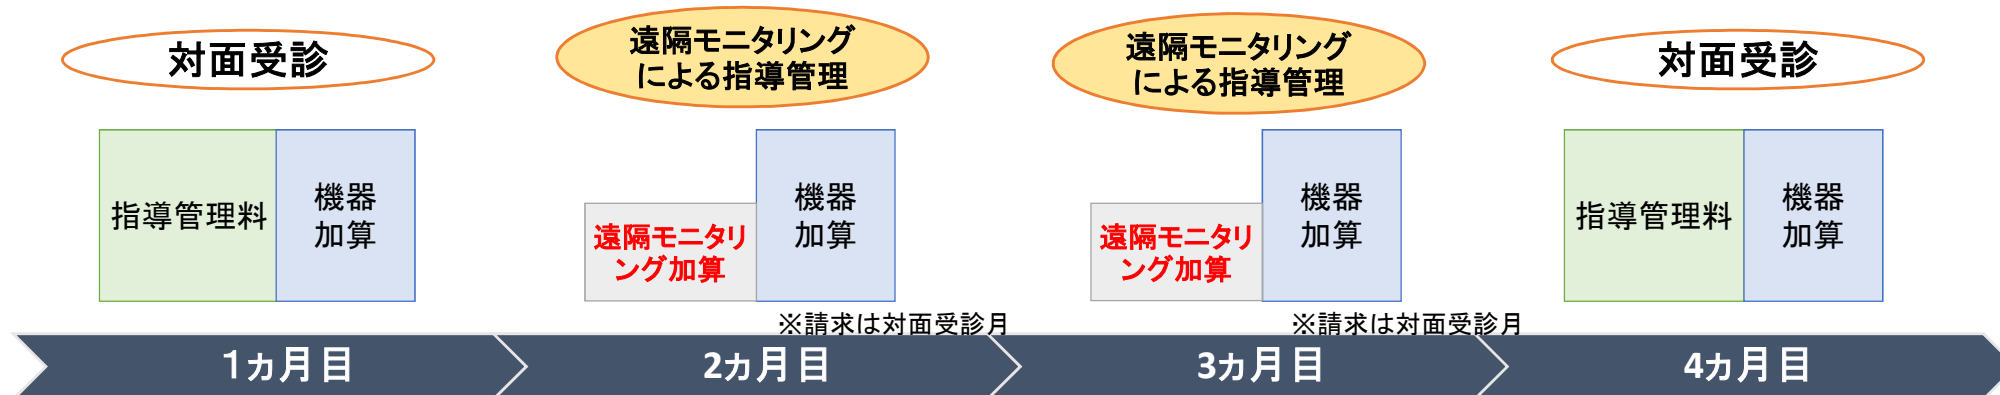 対面受診
遠隔モニタリング
による指導管理
遠隔モニタリング
による指導管理
対面受診
指導管理料
機器
加算
遠隔モニタリ
ング加算
機器
加算
遠隔モニタリ
ング加算
機器
加算
指導管理料
機器
加算
※請求は対面受診月
※請求は対面受診月
1ヵ月目
2ヵ月目
3ヵ月目
4ヵ月目